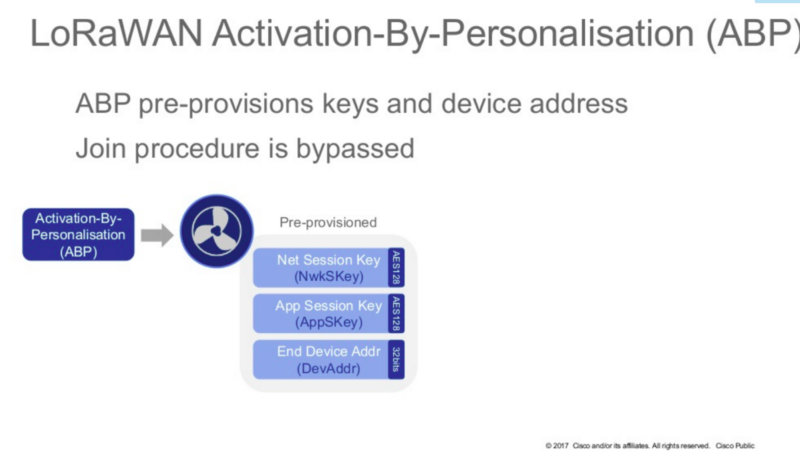 LoRaWAN Activation-By-Personalisation (ABP)
ABP pre-provisions keys and device address
Join procedure is bypassed
Activation-By-
Personalisation
(ABP)
Pre-provisioned
Net Session Key
(NwkSKey)
AES128
App Session Key
(AppSKey)
AES128
End Device Addr
(DevAddr)
32bits
© 2017 Cisco and/or its affiliates. All rights reserved. Cisco Public